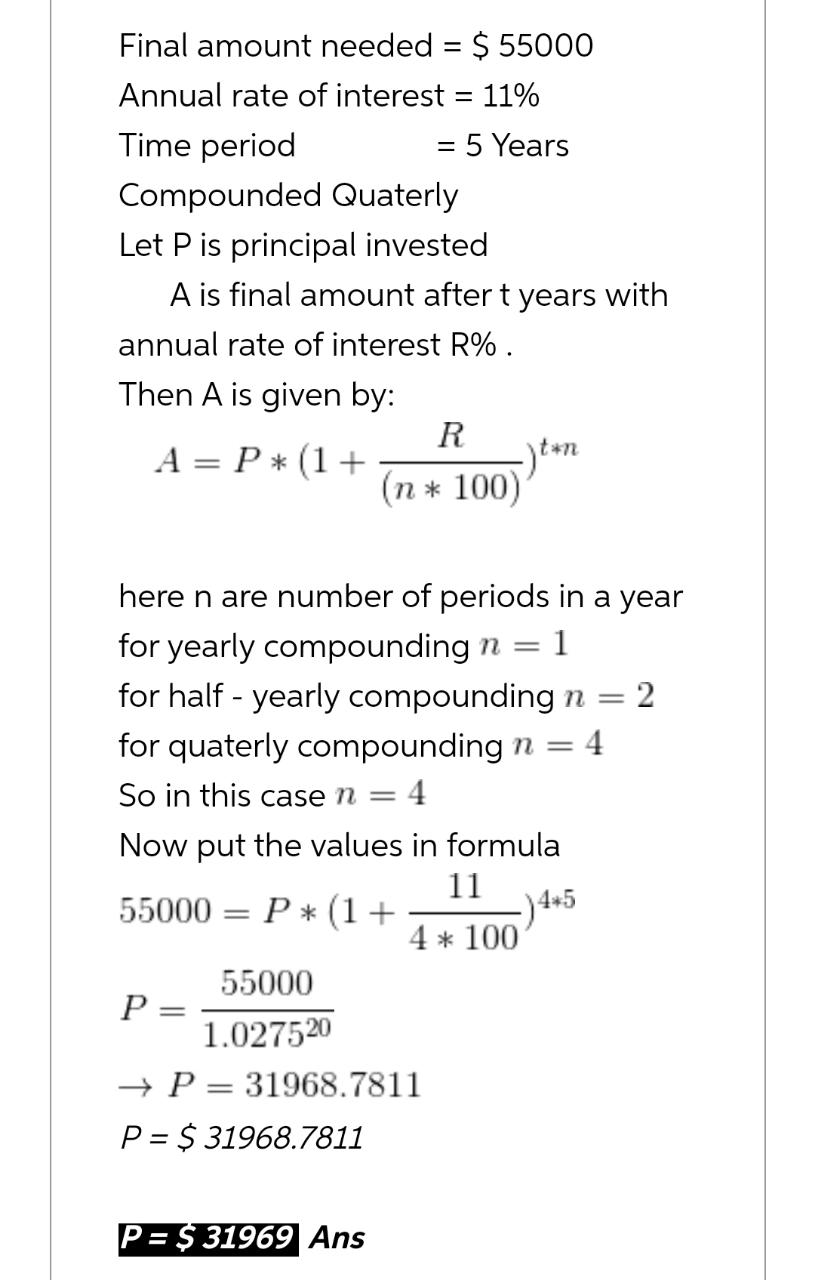 Final amount needed = $ 55000
Annual rate of interest = 11%
Time period = 5 Years
Compounded Quaterly
Let P is principal invested
A is final amount after t years with
annual rate of interest R% .
Then A is given by:
A = P * (1 + R/(n * 100))^{t*n}
here n are number of periods in a year
for yearly compounding n = 1
for half - yearly compounding n = 2
for quaterly compounding n = 4
So in this case n = 4
Now put the values in formula
55000 = P * (1 + 11/4 * 100)^{4*5}
P = 55000/1.0275^{20}
→ P = 31968.7811
P = $ 31968.7811
P = $ 31969 Ans